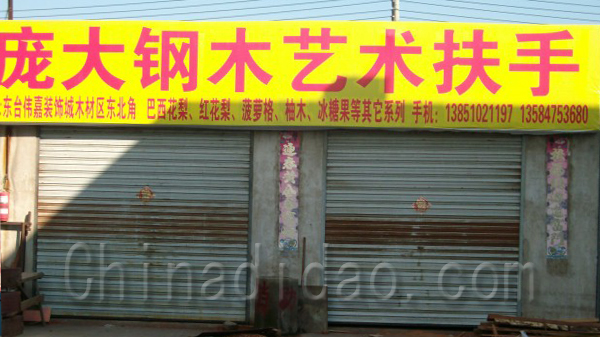 庞大钢木艺术扶手
东台伟嘉装饰城木材区东北角 巴西花梨、红花梨、菠萝格、柚木、冰糖果等其它系列 手机：13851021197 13584753680
Chinadidao.com